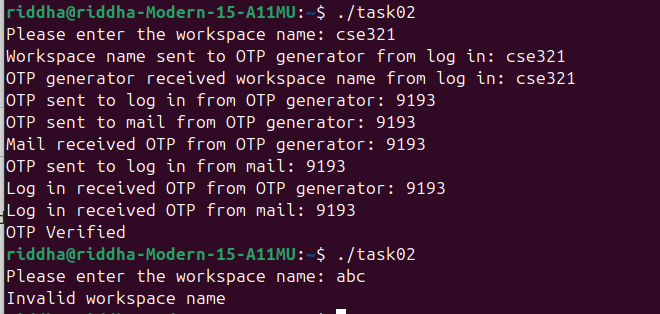 riddha@riddha-Modern-15-A11MU:~$ ./task02
Please enter the workspace name: cse321
Workspace name sent to OTP generator from log in: cse321
OTP generator received workspace name from log in: cse321
OTP sent to log in from OTP generator: 9193
OTP sent to mail from OTP generator: 9193
Mail received OTP from OTP generator: 9193
OTP sent to log in from mail: 9193
Log in received OTP from OTP generator: 9193
Log in received OTP from mail: 9193
OTP Verified
riddha@riddha-Modern-15-A11MU:~$ ./task02
Please enter the workspace name: abc
Invalid workspace name
riddha@riddha-Modern-15-A11MU:~$